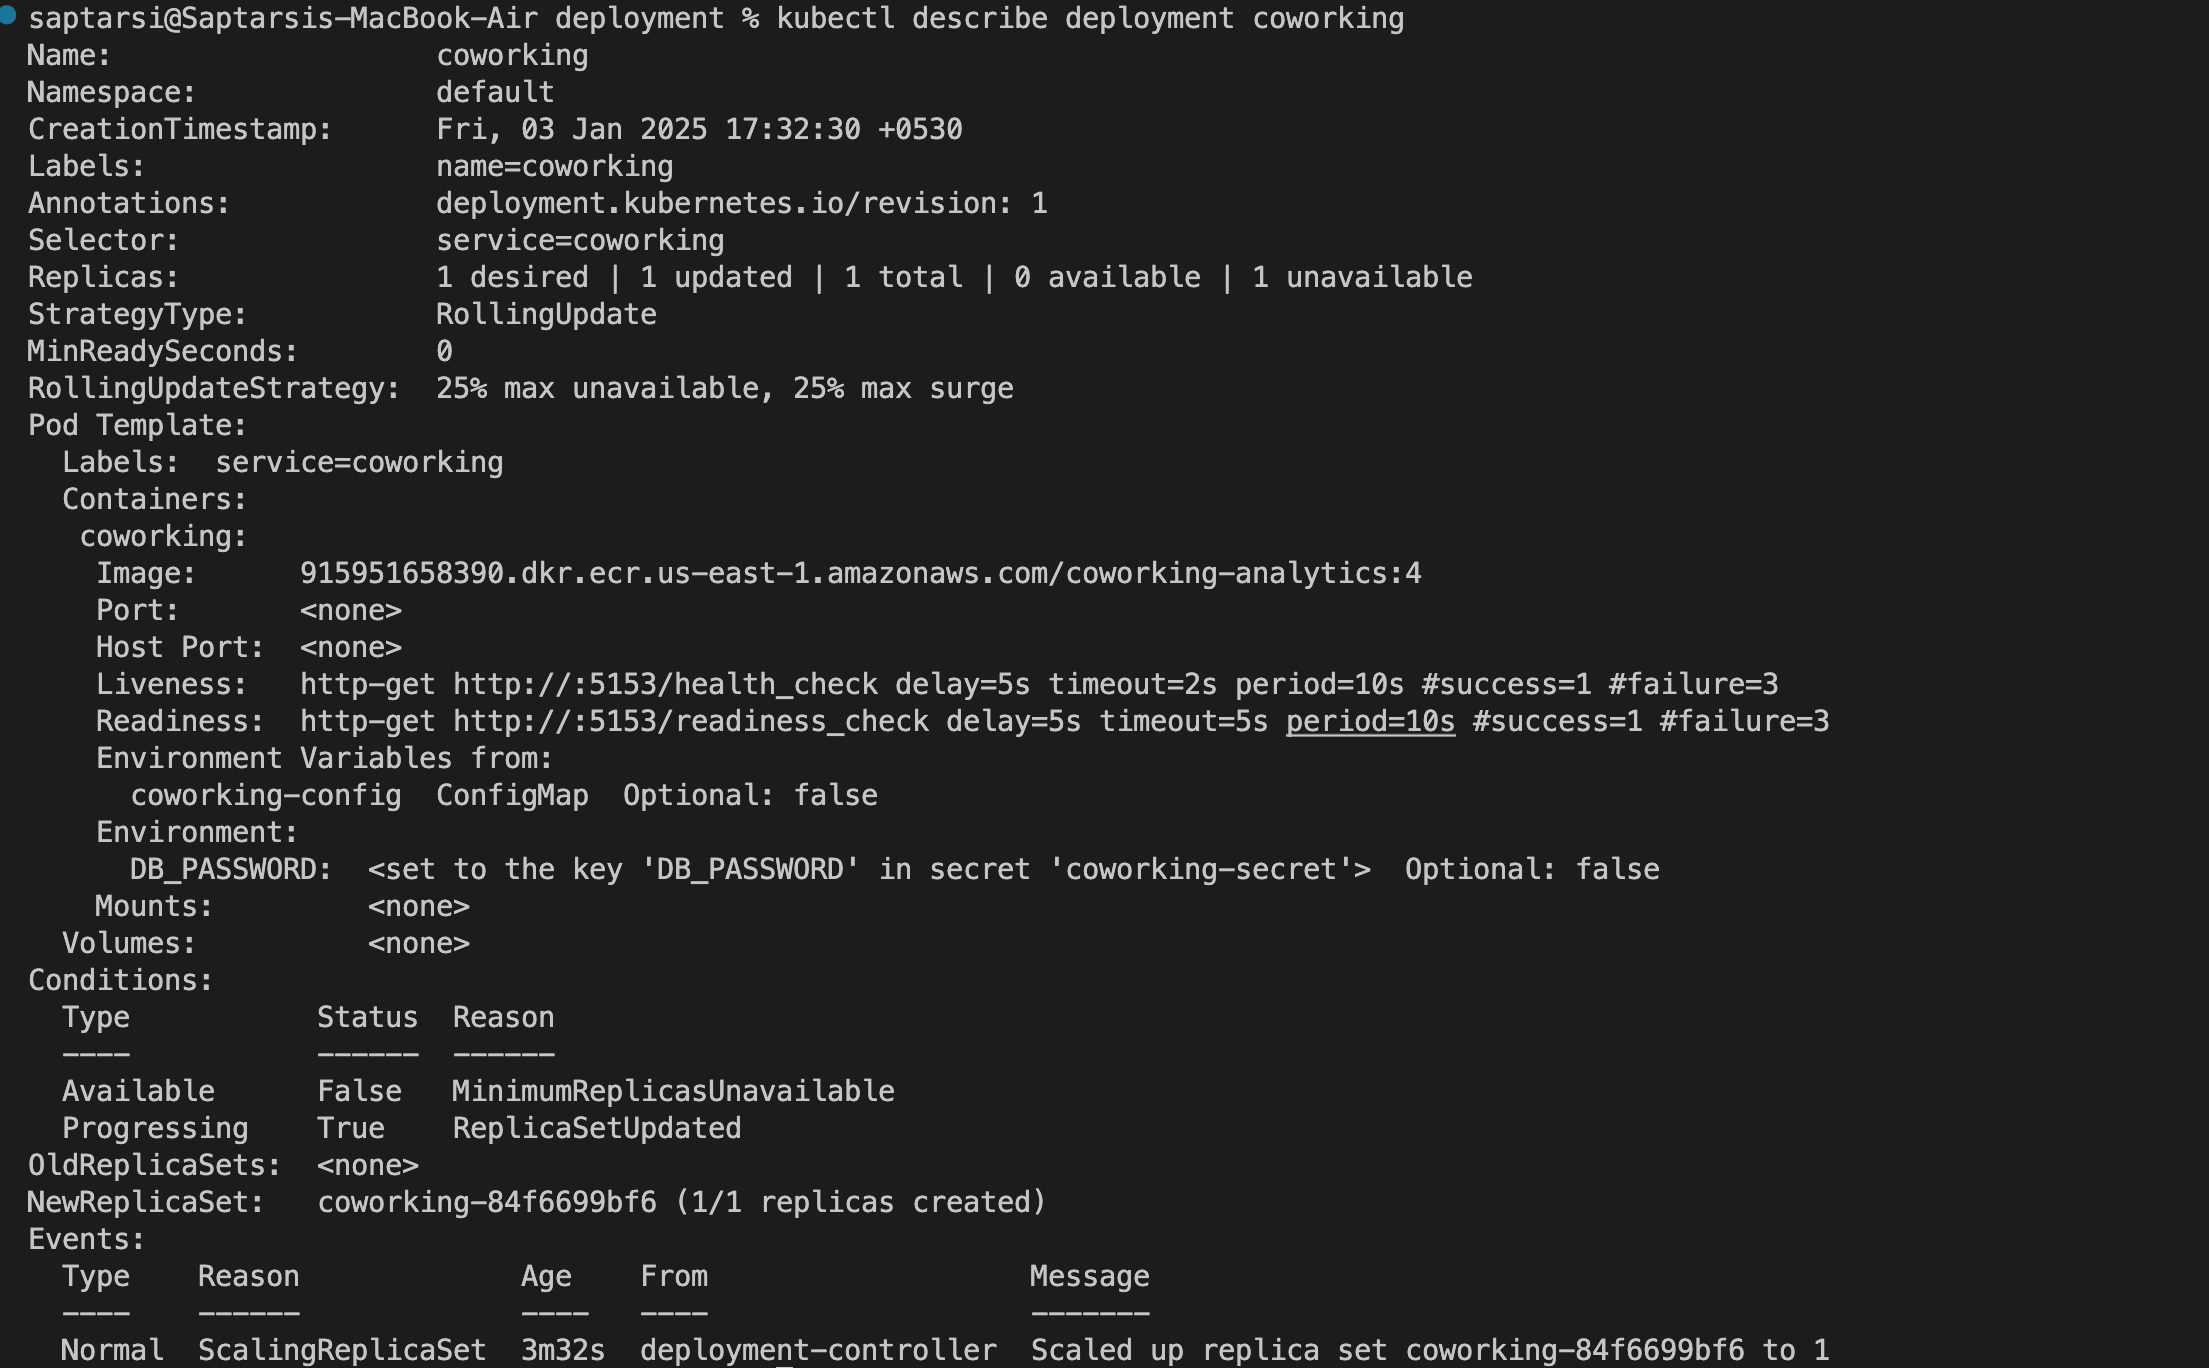 saptarsi@Saptarsis-MacBook-Air deployment % kubectl describe deployment coworking
Name:                   coworking
Namespace:              default
CreationTimestamp:      Fri, 03 Jan 2025 17:32:30 +0530
Labels:                 name=coworking
Annotations:            deployment.kubernetes.io/revision: 1
Selector:               service=coworking
Replicas:               1 desired | 1 updated | 1 total | 0 available | 1 unavailable
StrategyType:           RollingUpdate
MinReadySeconds:        0
RollingUpdateStrategy:  25% max unavailable, 25% max surge
Pod Template:
  Labels:  service=coworking
  Containers:
   coworking:
    Image:      915951658390.dkr.ecr.us-east-1.amazonaws.com/coworking-analytics:4
    Port:       <none>
    Host Port:  <none>
    Liveness:   http-get http://:5153/health_check delay=5s timeout=2s period=10s #success=1 #failure=3
    Readiness:  http-get http://:5153/readiness_check delay=5s timeout=5s period=10s #success=1 #failure=3
    Environment Variables from:
      coworking-config  ConfigMap  Optional: false
    Environment:
      DB_PASSWORD:  <set to the key 'DB_PASSWORD' in secret 'coworking-secret'>  Optional: false
    Mounts:         <none>
  Volumes:          <none>
Conditions:
  Type           Status  Reason
  ----           ------  ------
  Available      False   MinimumReplicasUnavailable
  Progressing    True    ReplicaSetUpdated
OldReplicaSets:  <none>
NewReplicaSet:   coworking-84f6699bf6 (1/1 replicas created)
Events:
  Type    Reason             Age    From                   Message
  ----    ------             ----   ----                   -------
  Normal  ScalingReplicaSet  3m32s  deployment-controller  Scaled up replica set coworking-84f6699bf6 to 1